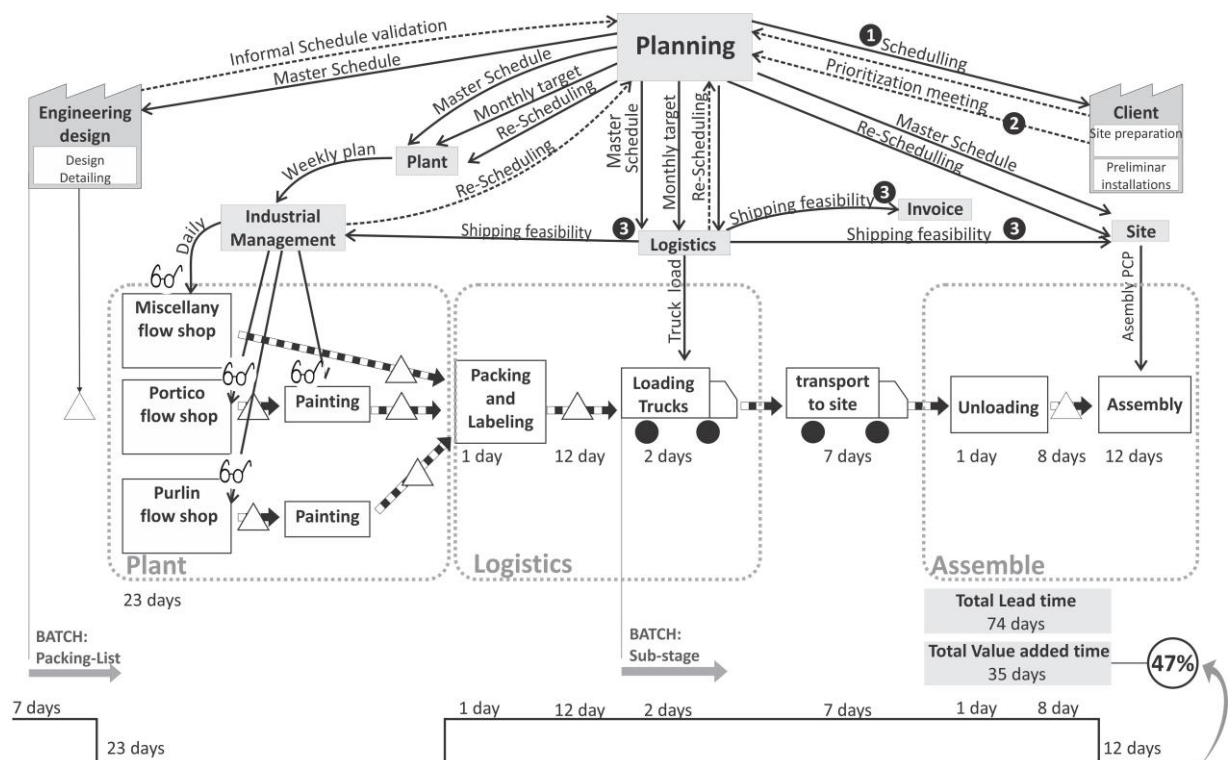 Planning
Informal Schedule validation
Master Schedule
Master Schedule
Monthly target
Re-Scheduling
Master
Schedule
Monthly target
Re-Scheduling
1
Schedulling
Prioritization meeting
2
Master Schedule
Re-Schedulling
Engineering
design
Design
Detailing
Client
Site preparation
Preliminar
installations
Weekly plan
Plant
Re-Scheduling
Industrial
Management
Daily
Shipping feasibility
3
Logistics
Shipping feasibility
3
Invoice
Shipping feasibility
3
Site
Truck load
Asembly PCP
Miscellany
flow shop
Portico
flow shop
Painting
Purlin
flow shop
Painting
Packing
and
Labeling
Loading
Trucks
transport
to site
Unloading
Assembly
1 day
12 day
2 days
7 days
1 day
8 days
12 days
Plant
Logistics
Assemble
23 days
Total Lead time
74 days
Total Value added time
35 days
47%
BATCH:
Packing-List
BATCH:
Sub-stage
7 days
23 days
1 day
12 day
2 days
7 days
1 day
8 day
12 days